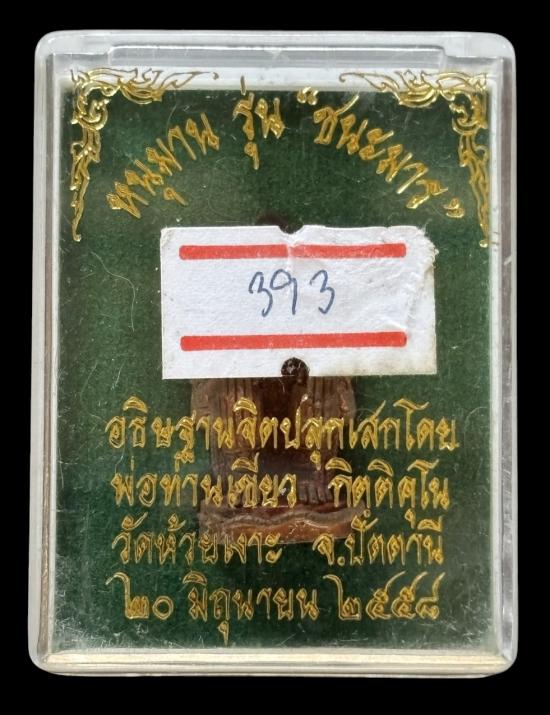 หนุมาน รุ่น "ชนะมาร"
393
อธิษฐานจิตปลุกเสกโดย
พ่อท่านเขียว กิตฺติคุโน
วัดห้วยเงาะ จ.ปัตตานี
๒๐ มิถุนายน ๒๕๕๘